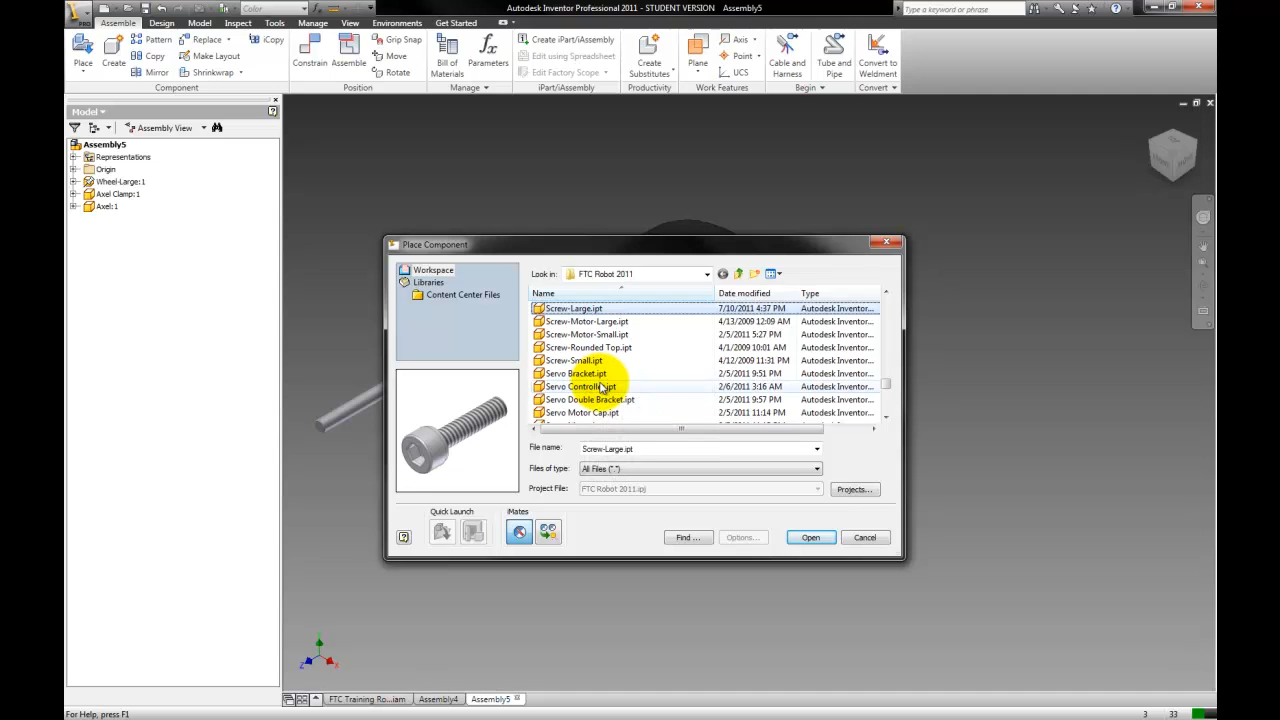 Color
Autodesk Inventor Professional 2011 - STUDENT VERSION Assembly5
Type a keyword or phrase
PRO
Assemble Design Model Inspect Tools Manage View Environments Get Started
Place
Create
Pattern
Copy
Mirror
Replace
Make Layout
Shrinkwrap
iCopy
Component
Constrain
Assemble
Grip Snap
Move
Rotate
Position
Bill of
Materials
Parameters
Manage
Create iPart/iAssembly
Edit using Spreadsheet
Edit Factory Scope
iPart/iAssembly
Create
Substitutes
Productivity
Plane
Axis
Point
UCS
Work Features
Cable and
Harness
Tube and
Pipe
Begin
Convert to
Weldment
Convert
Model
Assembly View
Assembly5
Representations
Origin
Wheel-Large:1
Axel Clamp:1
Axel:1
Place Component
Workspace
Libraries
Content Center Files
Look in: FTC Robot 2011
Name Date modified Type
Screw-Large.ipt 7/10/2011 4:37 PM Autodesk Inventor...
Screw-Motor-Large.ipt 4/13/2009 12:09 AM Autodesk Inventor...
Screw-Motor-Small.ipt 2/5/2011 5:27 PM Autodesk Inventor...
Screw-Rounded Top.ipt 4/1/2009 10:01 AM Autodesk Inventor...
Screw-Small.ipt 4/12/2009 11:31 PM Autodesk Inventor...
Servo Bracket.ipt 2/5/2011 9:51 PM Autodesk Inventor...
Servo Controller.ipt 2/6/2011 3:16 AM Autodesk Inventor...
Servo Double Bracket.ipt 2/5/2011 9:57 PM Autodesk Inventor...
Servo Motor Cap.ipt 2/5/2011 11:14 PM Autodesk Inventor...
File name: Screw-Large.ipt
Files of type: All Files (*.*)
Project File: FTC Robot 2011.ipj
Projects...
Quick Launch
iMates
Find ...
Options...
Open
Cancel
Z
X
FTC Training Ro...iam
Assembly4
Assembly5
For Help, press F1
3 33